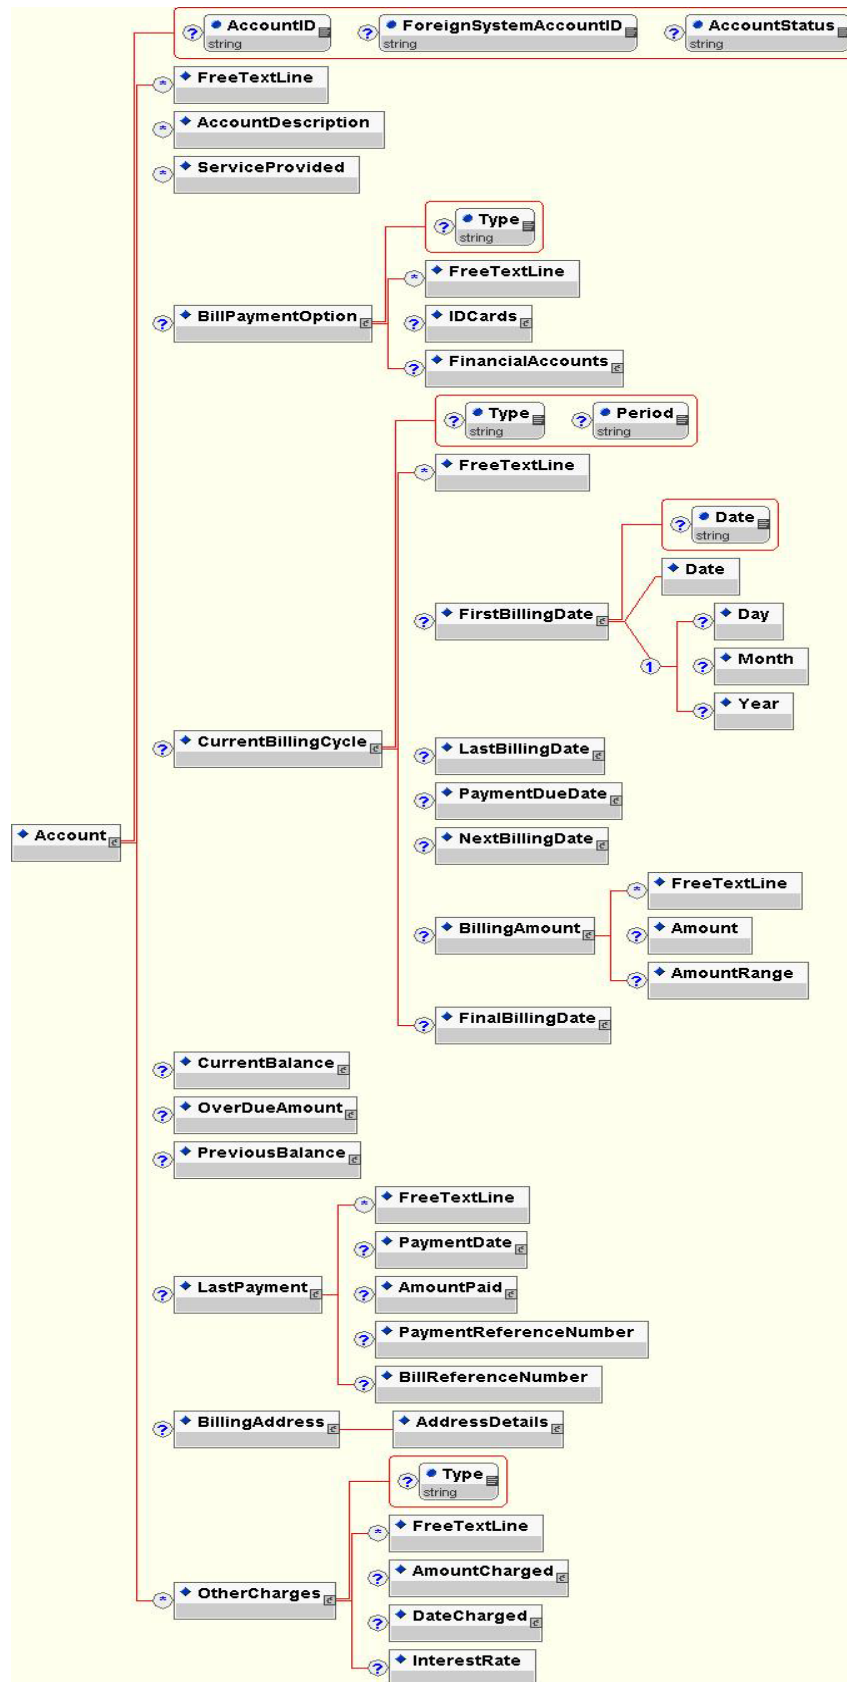 AccountID ForeignSystemAccountID AccountStatus
? string ? string ? string
* FreeTextLine
* AccountDescription
* ServiceProvided
? Type
string
* FreeTextLine
? BillPaymentOption
? IDCards
? FinancialAccounts
? Type ? Period
string string
* FreeTextLine
? Date
string
Date
? FirstBillingDate
? Day
1
? Month
? Year
? CurrentBillingCycle
? LastBillingDate
? PaymentDueDate
Account
? NextBillingDate
* FreeTextLine
? BillingAmount
? Amount
? AmountRange
? FinalBillingDate
? CurrentBalance
? OverDueAmount
? PreviousBalance
* FreeTextLine
? PaymentDate
? LastPayment
? AmountPaid
? PaymentReferenceNumber
? BillReferenceNumber
? BillingAddress AddressDetails
? Type
string
* FreeTextLine
? AmountCharged
* OtherCharges
? DateCharged
? InterestRate